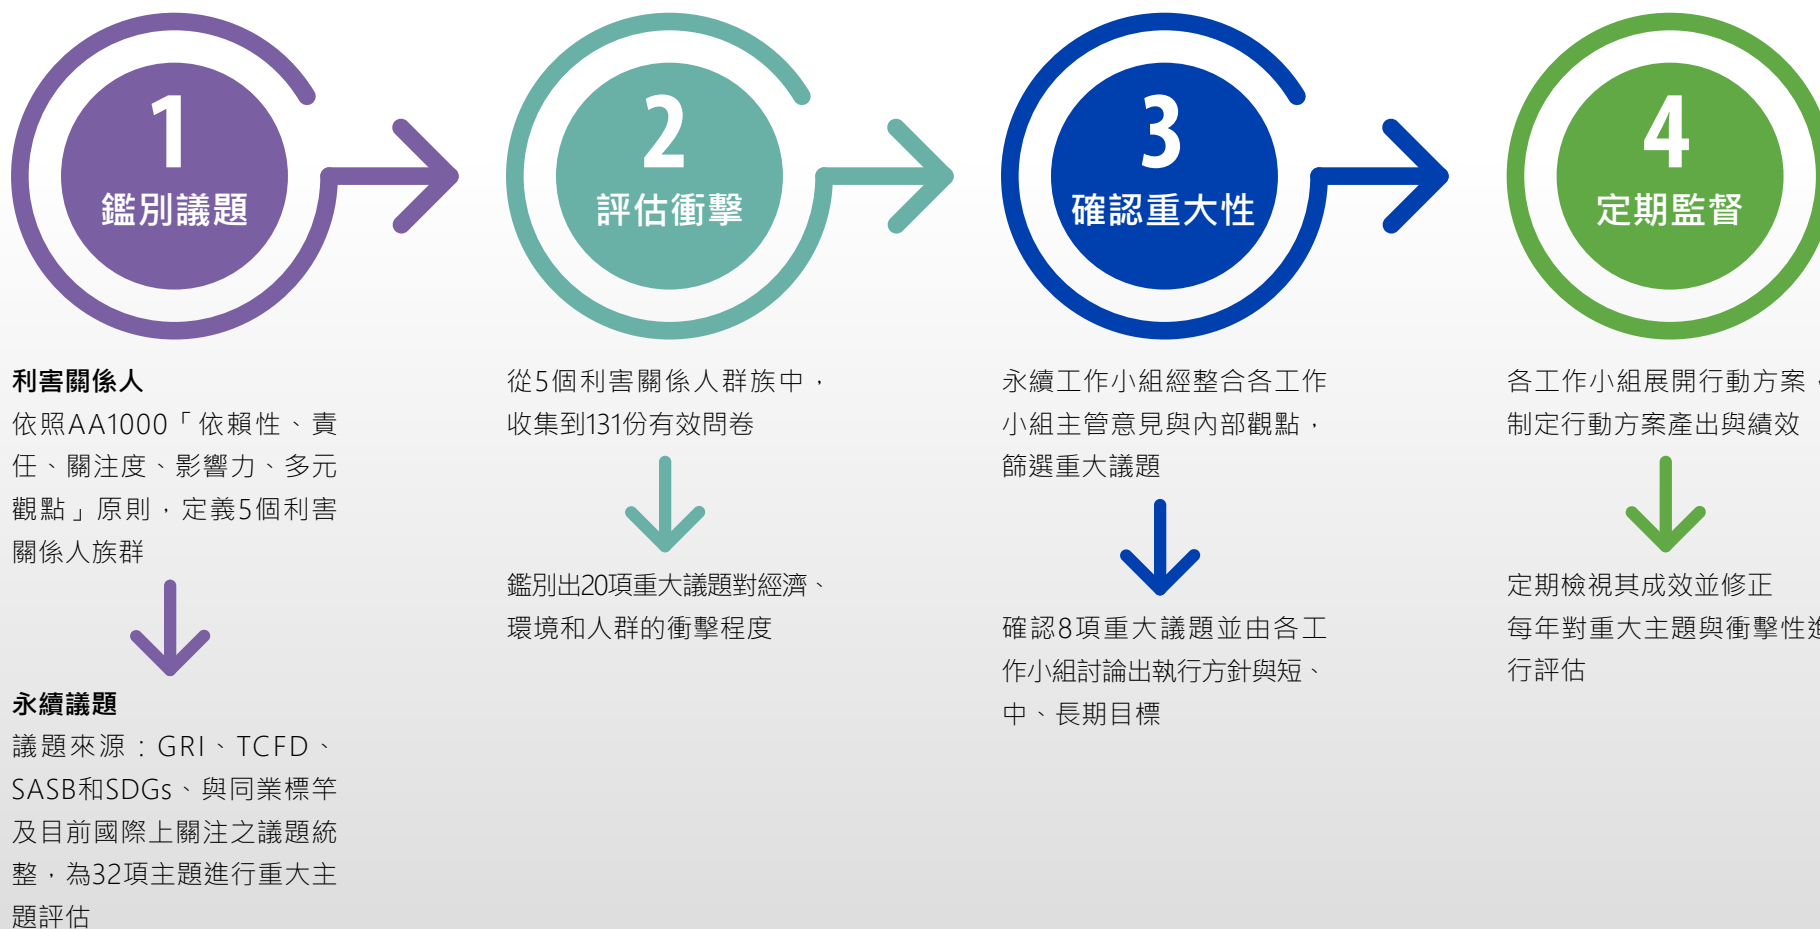 1
鑑別議題
利害關係人
依照AA1000「依賴性、責
任、關注度、影響力、多元
觀點」原則，定義5個利害
關係人族群
永續議題
議題來源：GRI、TCFD、
SASB和SDGs、與同業標竿
及目前國際上關注之議題統
整，為32項主題進行重大主
題評估
2
評估衝擊
從5個利害關係人群族中，
收集到131份有效問卷
鑑別出20項重大議題對經濟、
環境和人群的衝擊程度
3
確認重大性
永續工作小組經整合各工作
小組主管意見與內部觀點，
篩選重大議題
確認8項重大議題並由各工
作小組討論出執行方針與短、
中、長期目標
4
定期監督
各工作小組展開行動方案，
制定行動方案產出與績效
定期檢視其成效並修正
每年對重大主題與衝擊性進
行評估